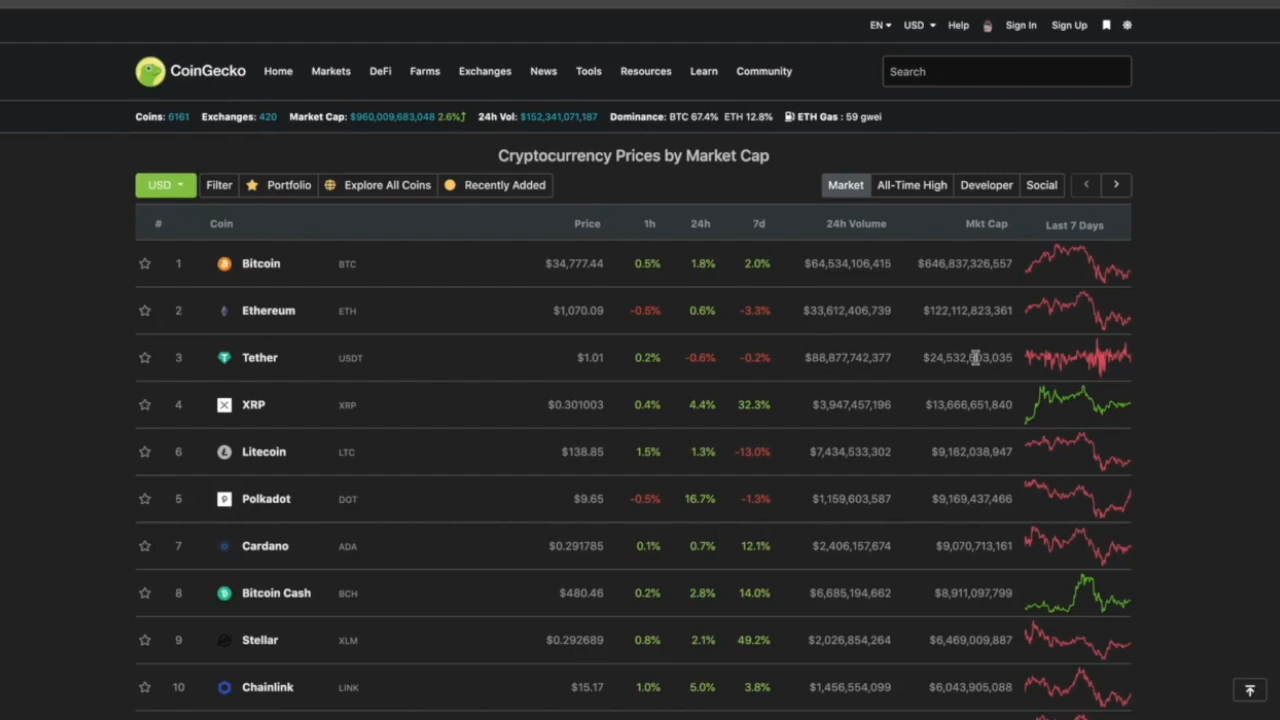 EN USD Help Sign In Sign Up
CoinGecko Home Markets DeFi Farms Exchanges News Tools Resources Learn Community Search
Coins: 6161 Exchanges: 420 Market Cap: $960,009,683,048 2.6% 24h Vol: $152,341,071,187 Dominance: BTC 67.4% ETH 12.8% ETH Gas : 59 gwei
Cryptocurrency Prices by Market Cap
USD Filter Portfolio Explore All Coins Recently Added Market All-Time High Developer Social
# Coin Price 1h 24h 7d 24h Volume Mkt Cap Last 7 Days
1 Bitcoin BTC $34,777.44 0.5% 1.8% 2.0% $64,534,106,415 $646,837,326,557
2 Ethereum ETH $1,070.09 -0.5% 0.6% -3.3% $33,612,406,739 $122,112,823,361
3 Tether USDT $1.01 0.2% -0.6% -0.2% $88,877,742,377
4 XRP XRP $0.301003 0.4% 4.4% 32.3% $3,947,457,196 $13,666,651,840
6 Litecoin LTC $138.85 1.5% 1.3% -13.0% $7,434,533,302 $9,182,038,947
5 Polkadot DOT $9.65 -0.5% 16.7% -1.3% $1,159,603,587 $9,169,437,466
7 Cardano ADA $0.291785 0.1% 0.7% 12.1% $2,406,157,674 $9,070,713,161
8 Bitcoin Cash BCH $480.46 0.2% 2.8% 14.0% $6,685,194,662 $8,911,097,799
9 Stellar XLM $0.292689 0.8% 2.1% 49.2% $2,026,854,264 $6,469,009,887
10 Chainlink LINK $15.17 1.0% 5.0% 3.8% $1,456,554,099 $6,043,905,088